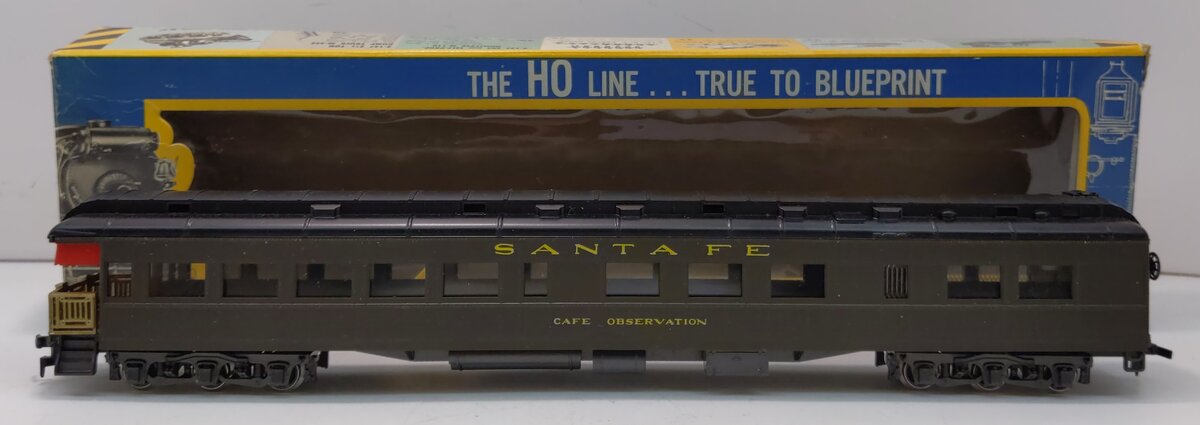 THE HO LINE . . . TRUE TO BLUEPRINT
SANTA FE
CAFE OBSERVATION